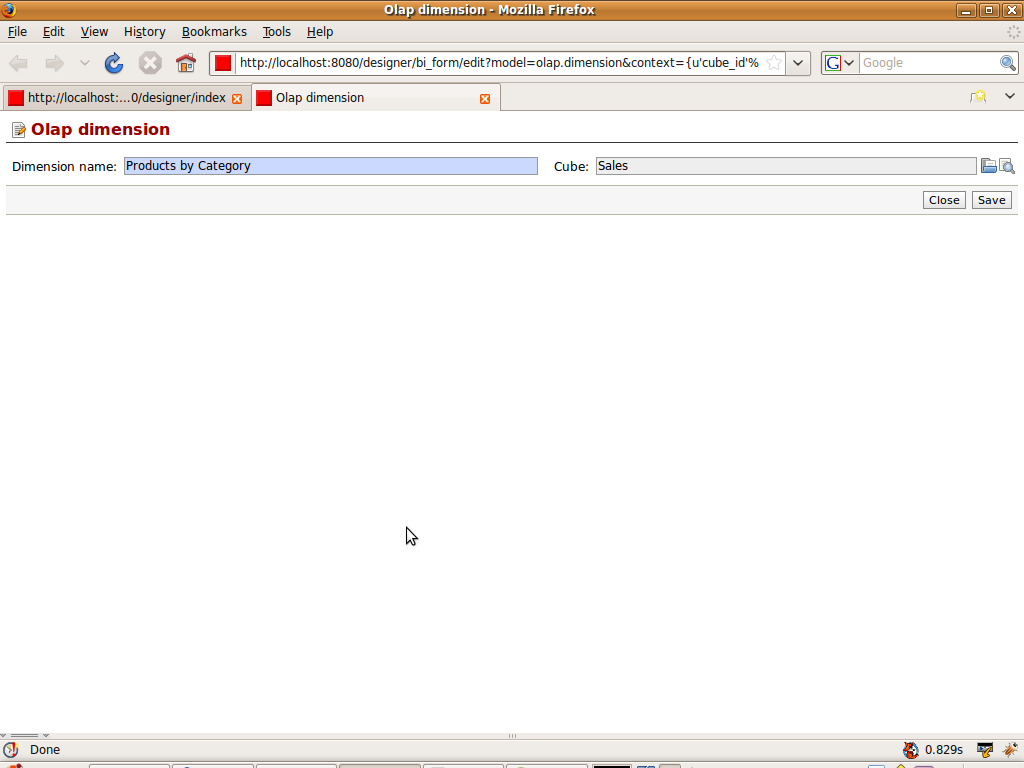 Olap dimension - Mozilla Firefox
File Edit View History Bookmarks Tools Help
http://localhost:8080/designer/bi_form/edit?model=olap.dimension&context={u'cube_id'%
G Google
http://localhost:...0/designer/index
Olap dimension
Olap dimension
Dimension name: Products by Category Cube: Sales
Close Save
Done 0.829s